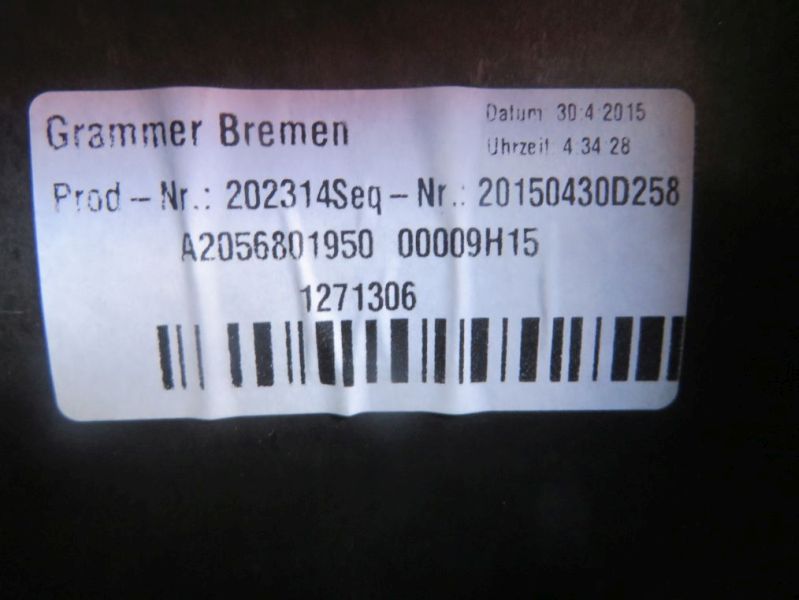 Grammer Bremen
Datum 30:4:2015
Uhrzeit 4:34:28
Prod-Nr.: 202314Seq-Nr.: 20150430D258
A2056801950 00009H15
1271306